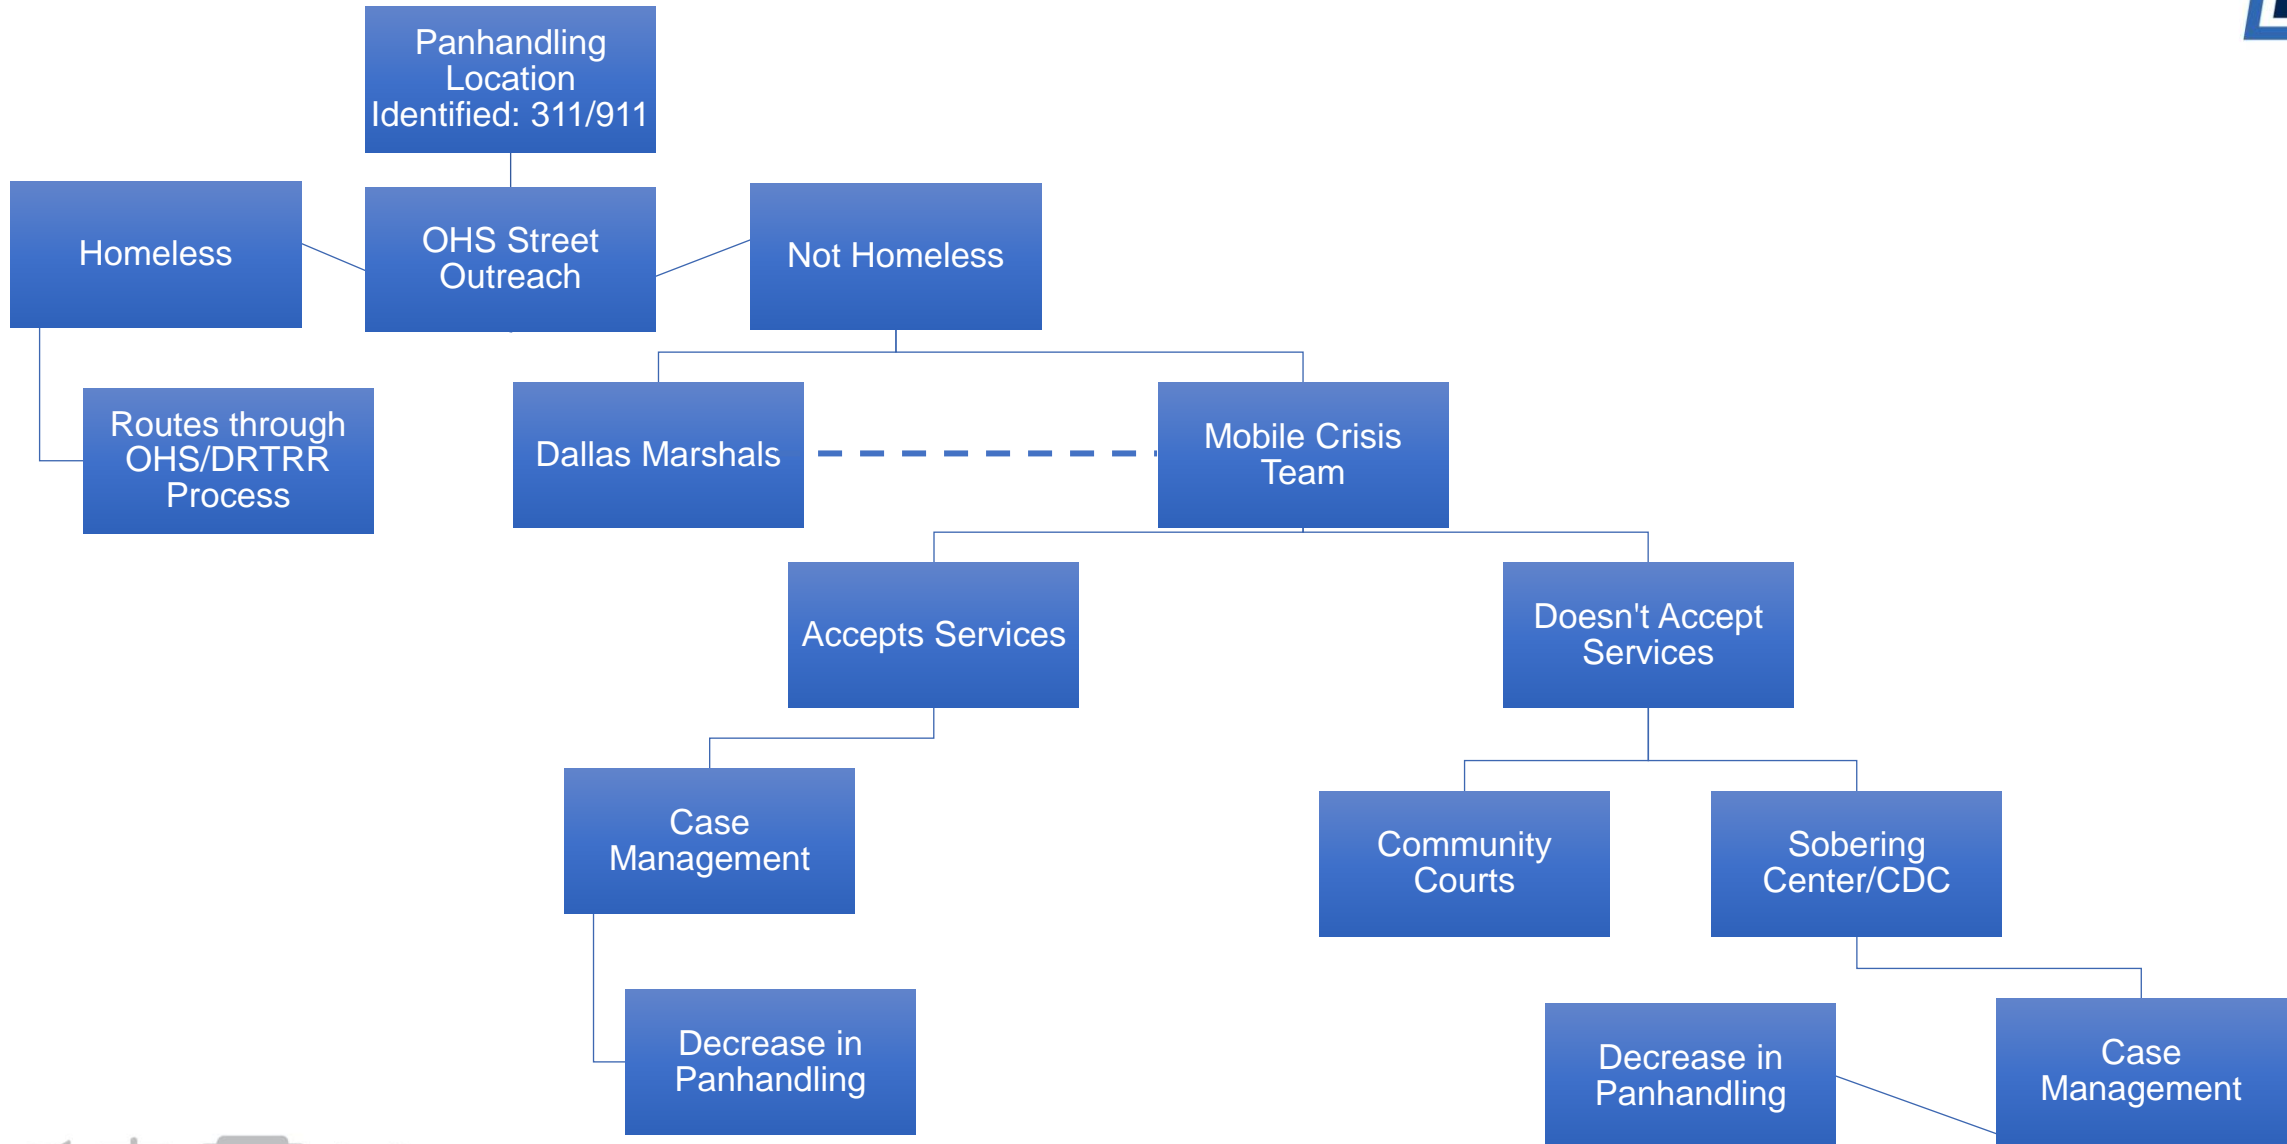 Panhandling
Location
Identified: 311/911
Homeless
OHS Street
Outreach
Not Homeless
Routes through
OHS/DRTRR
Process
Dallas Marshals
Mobile Crisis
Team
Accepts Services
Doesn't Accept
Services
Case
Management
Community
Courts
Sobering
Center/CDC
Decrease in
Panhandling
Decrease in
Panhandling
Case
Management